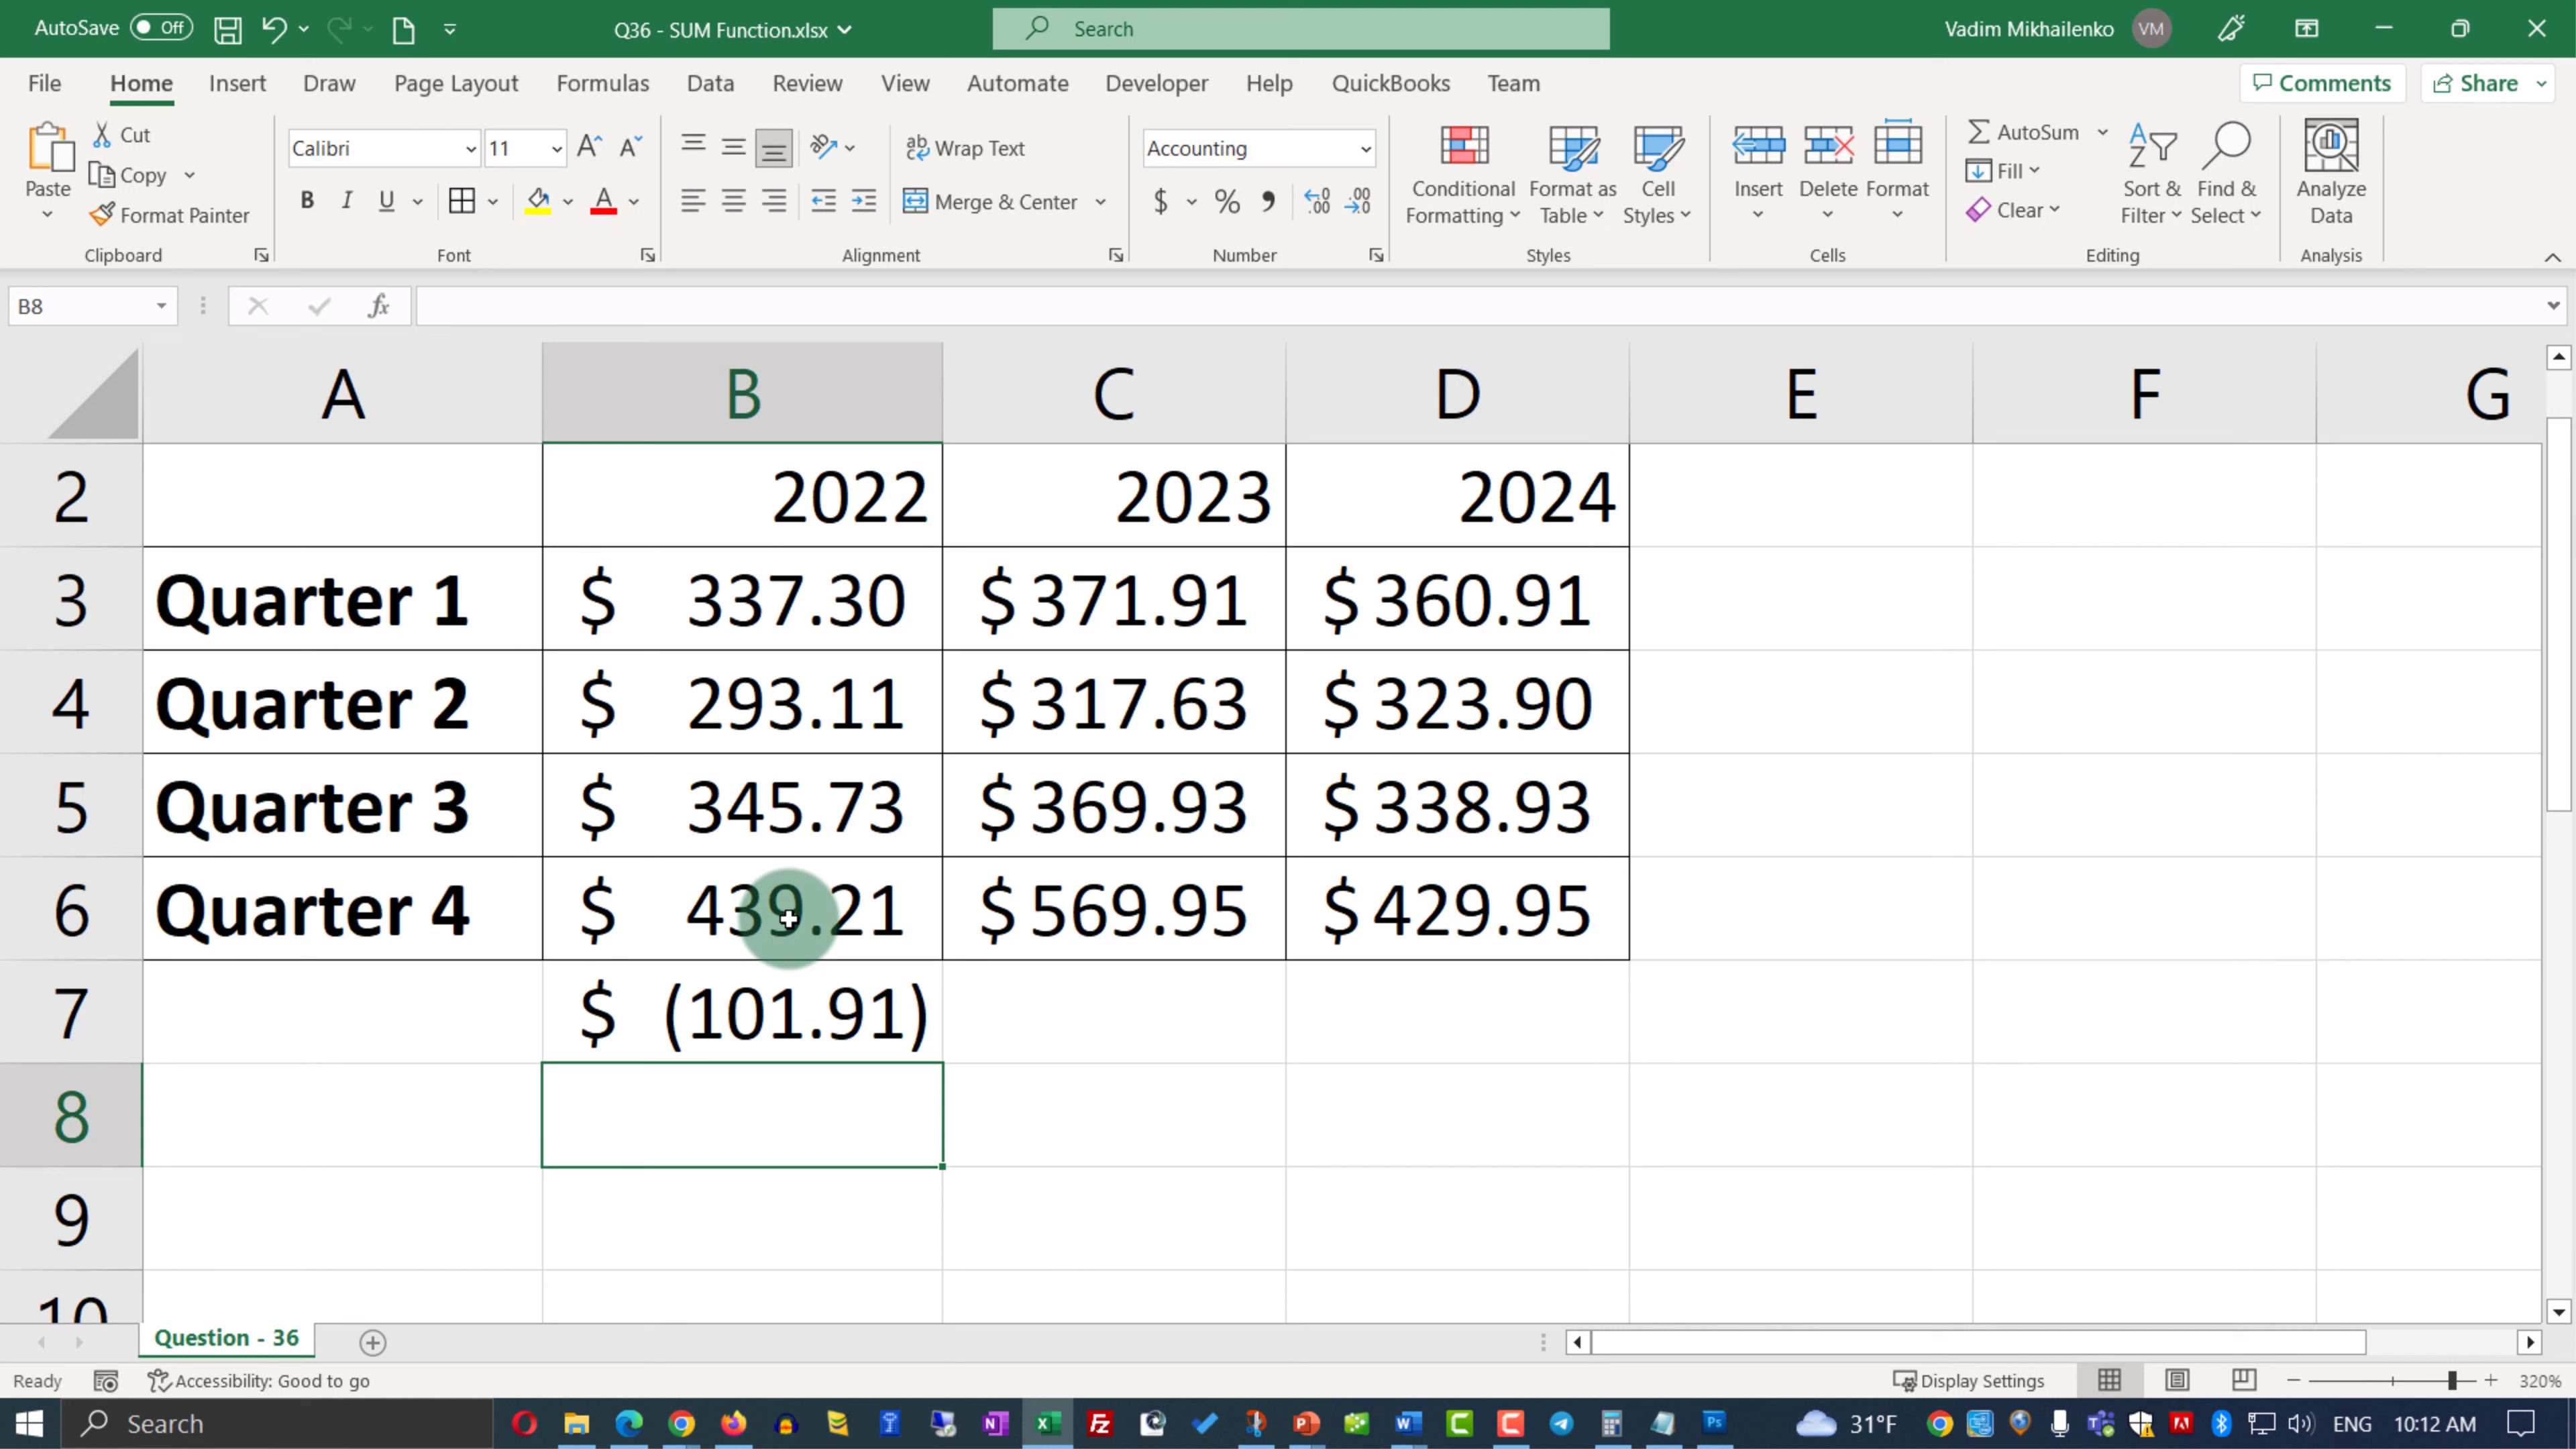 AutoSave Off Q36 - SUM Function.xlsx Search Vadim Mikhailenko VM
File Home Insert Draw Page Layout Formulas Data Review View Automate Developer Help QuickBooks Team Comments Share
Paste Cut Copy Format Painter
Clipboard
Calibri 11
B I U A
Font
ab Wrap Text
Merge & Center
Alignment
Accounting
$ % 9 .00 .00
Number
Conditional Formatting Format as Table Cell Styles
Styles
Insert Delete Format
Cells
AutoSum Fill Clear
Sort & Filter Find & Select
Editing
Analyze Data
Analysis
B8 fx
A B C D E F G
2 2022 2023 2024
3 Quarter 1 $ 337.30 $ 371.91 $ 360.91
4 Quarter 2 $ 293.11 $ 317.63 $ 323.90
5 Quarter 3 $ 345.73 $ 369.93 $ 338.93
6 Quarter 4 $ 439.21 $ 569.95 $ 429.95
7 $ (101.91)
8
9
10
Question - 36
Ready Accessibility: Good to go Display Settings 320%
Search 31°F ENG 10:12 AM